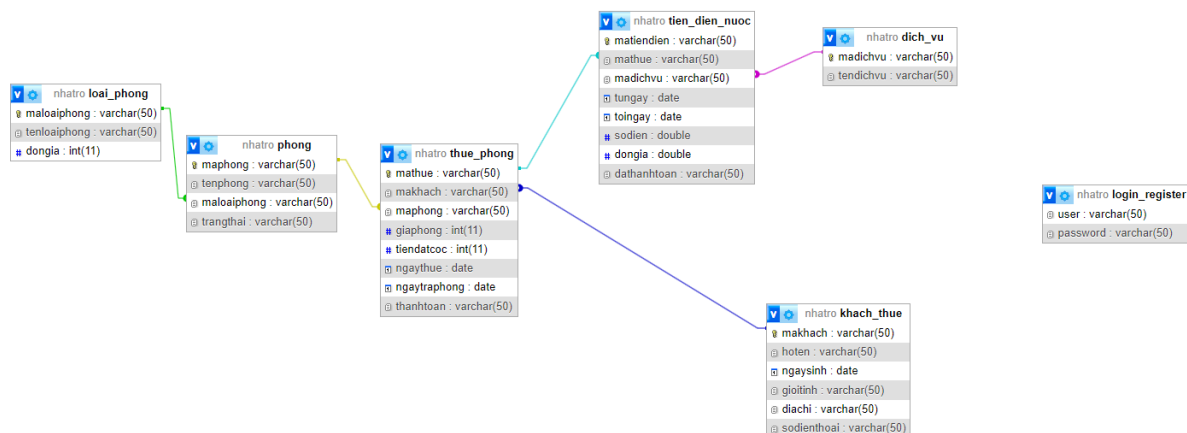 nhatro loai_phong
maloaiphong : varchar(50)
tenloaiphong : varchar(50)
dongia : int(11)
nhatro phong
maphong : varchar(50)
tenphong : varchar(50)
maloaiphong : varchar(50)
trangthai : varchar(50)
nhatro thue_phong
mathue : varchar(50)
makhach : varchar(50)
maphong : varchar(50)
giaphong : int(11)
tiendatcoc : int(11)
ngaythue : date
ngaytraphong : date
thanhtoan : varchar(50)
nhatro tien_dien_nuoc
matiendien : varchar(50)
mathue : varchar(50)
madichvu : varchar(50)
tungay : date
toingay : date
sodien : double
dongia : double
dathanhtoan : varchar(50)
nhatro dich_vu
madichvu : varchar(50)
tendichvu : varchar(50)
nhatro khach_thue
makhach : varchar(50)
hoten : varchar(50)
ngaysinh : date
gioitinh : varchar(50)
diachi : varchar(50)
sodienthoai : varchar(50)
nhatro login_register
user : varchar(50)
password : varchar(50)